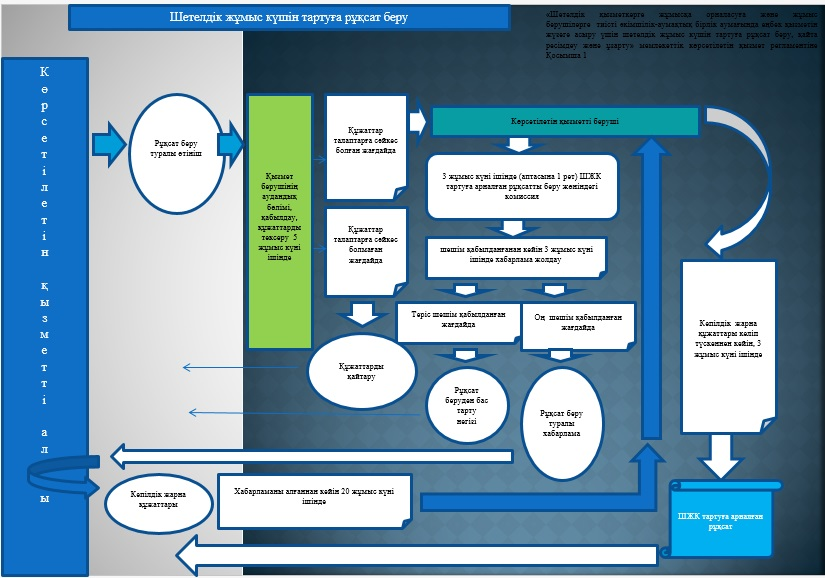 Шетелдік жұмыс күшін тартуға рұқсат беру
«Шетелдік қызметкерге жұмысқа орналасуға және жұмыс
берушілерге тиісті әкімшілік-аумақтық бірлік аумағында еңбек қызметін
жүзеге асыру үшін шетелдік жұмыс күшін тартуға рұқсат беру, қайта
ресімдеу және ұзарту» мемлекеттік көрсетілетін қызмет регламентіне
Қосымша 1
К
ө
р
с
е
т
і
л
е
т
і
н
қ
ы
з
м
е
т
т
і
а
л
ы
Рұқсат беру
туралы өтініш
Қызмет
берушінің
аудандық
бөлімі,
қабылдау,
құжаттарды
тексеру 5
жұмыс күні
ішінде
Құжаттар
талаптарға сәйкес
болған жағдайда
Құжаттар
талаптарға сәйкес
болмаған
жағдайда
Құжаттарды
қайтару
Көрсетілетін қызметті беруші
3 жұмыс күні ішінде (аптасына 1 рет) ШЖК
тартуға арналған рұқсатты беру жөніндегі
комиссия
шешім қабылданғанан кейін 3 жұмыс күні
ішінде хабарлама жолдау
Теріс шешім қабылданған
жағдайда
Оң шешім қабылданған
жағдайда
Рұқсат
беруден бас
тарту
негізі
Рұқсат беру
туралы
хабарлама
Кепілдік жарна
құжаттары келіп
түскеннен кейін, 3
жұмыс күні ішінде
Кепілдік жарна
құжаттары
Хабарламаны алғаннан кейін 20 жұмыс күні
ішінде
ШЖК тартуға арналған
рұқсат